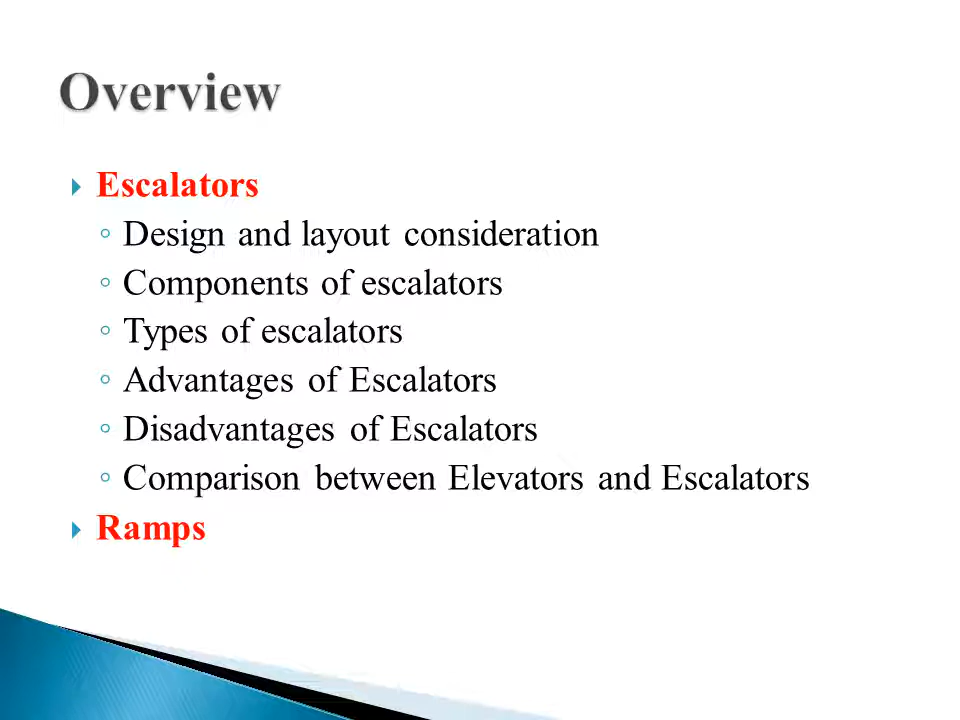 Overview
Escalators
Design and layout consideration
Components of escalators
Types of escalators
Advantages of Escalators
Disadvantages of Escalators
Comparison between Elevators and Escalators
Ramps